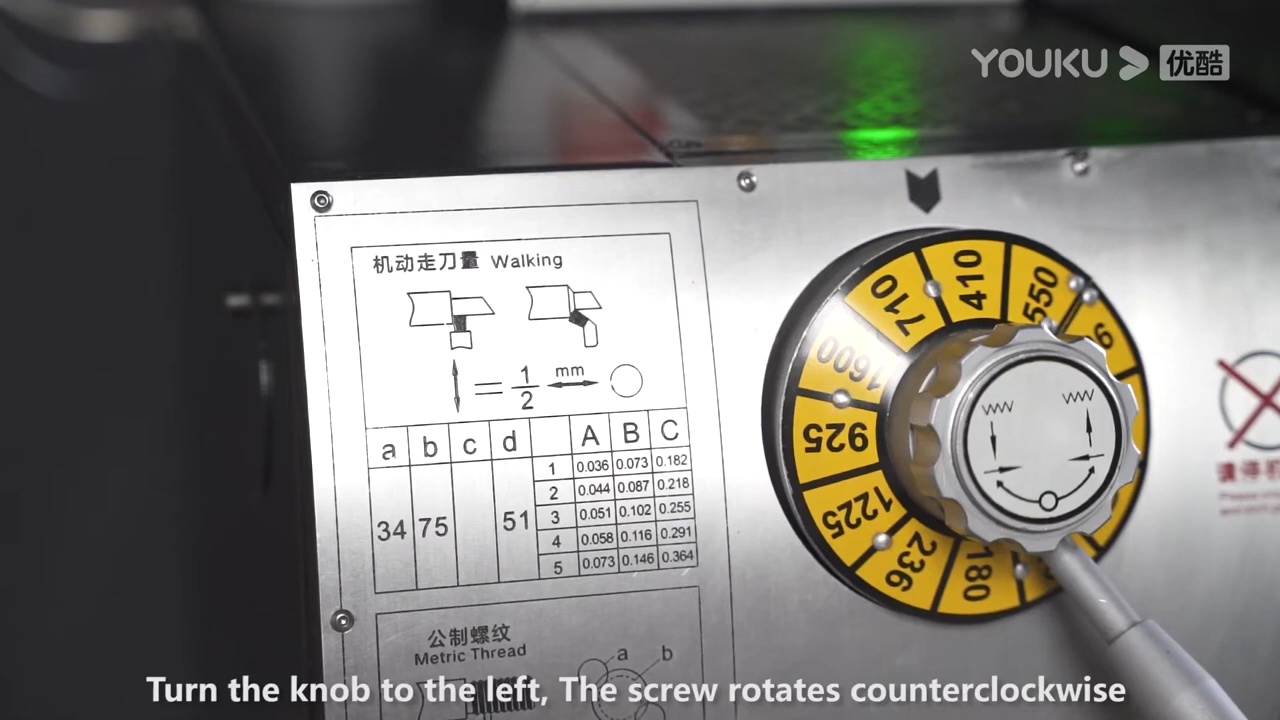 YOUKU 优酷
机动走刀量 Walking
= 1/2 mm
a b c d A B C
34 75 51
1 0.036 0.073 0.182
2 0.044 0.087 0.218
3 0.051 0.102 0.255
4 0.058 0.116 0.291
5 0.073 0.146 0.364
公制螺纹
Metric Thread
a b
410
550
710
1600
925
1225
236
180
Turn the knob to the left, The screw rotates counterclockwise